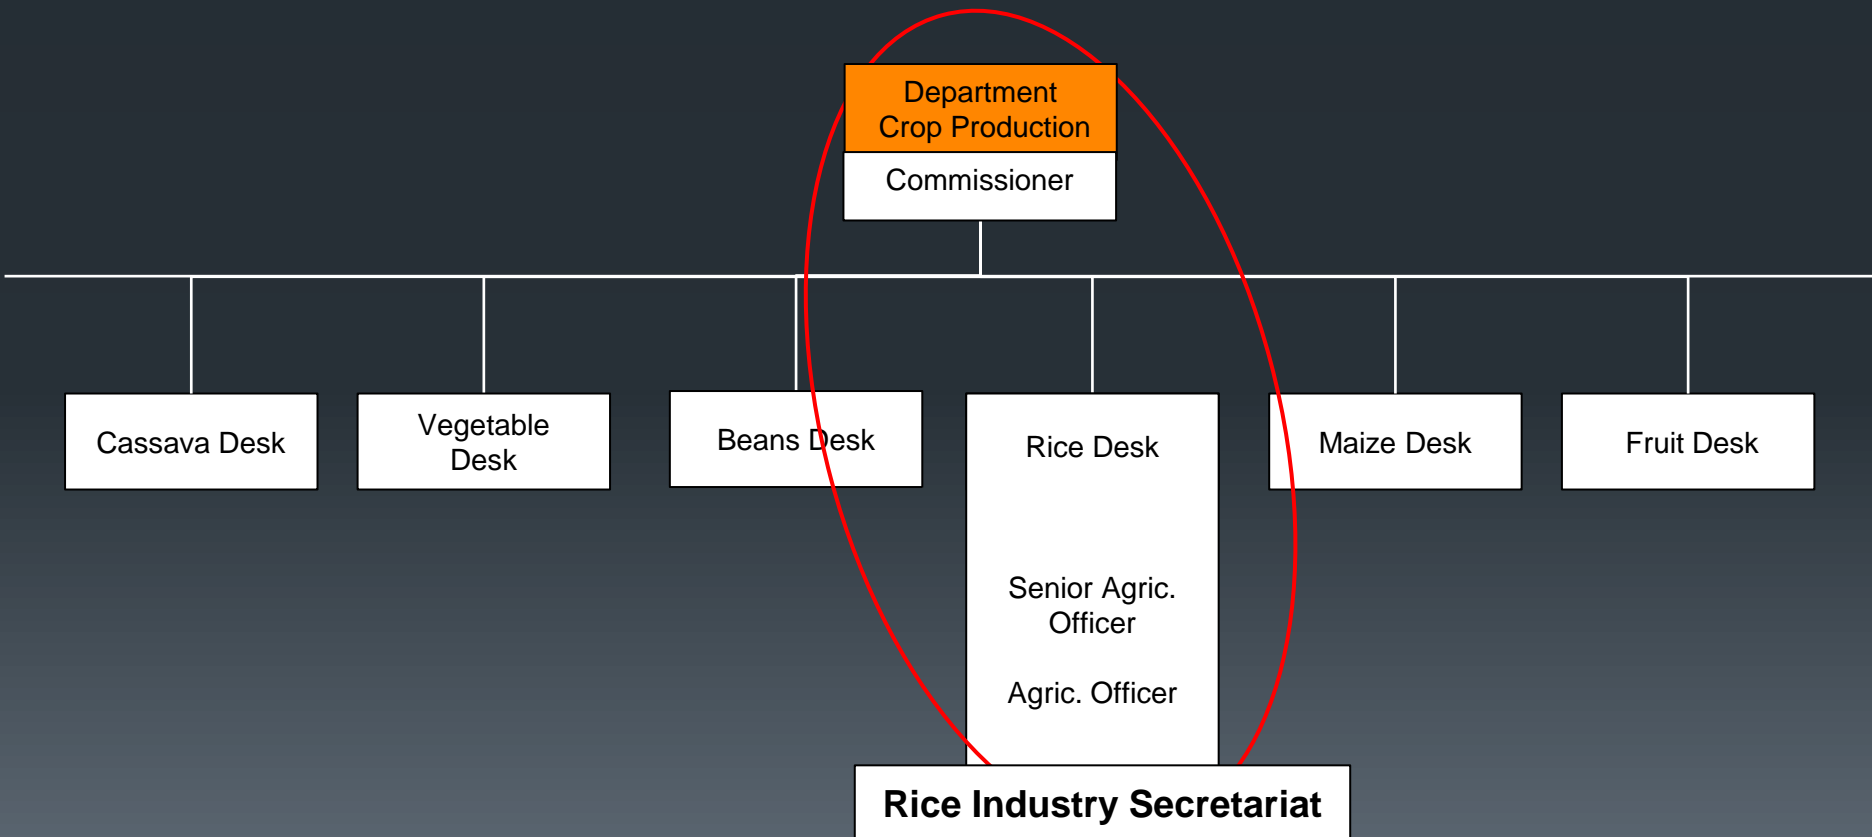 Department
Crop Production
Commissioner
Cassava Desk
Vegetable
Desk
Beans Desk
Rice Desk
Senior Agric.
Officer
Agric. Officer
Maize Desk
Fruit Desk
Rice Industry Secretariat